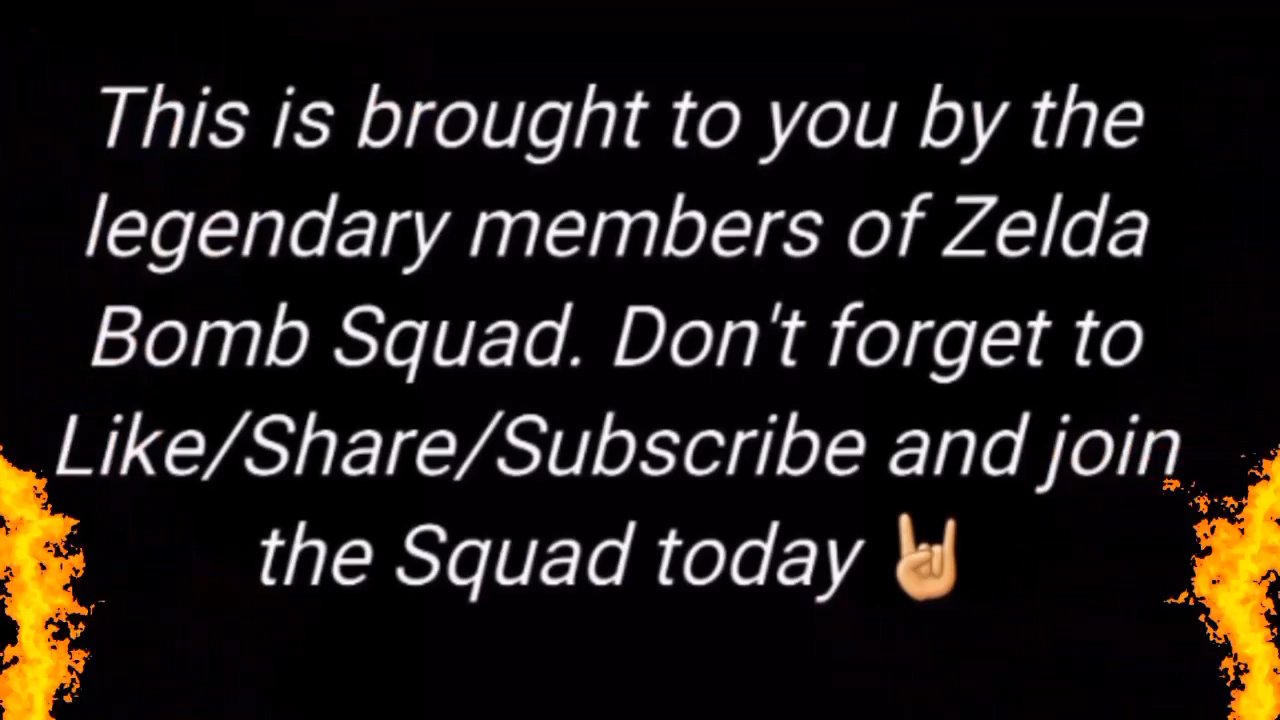 This is brought to you by the
legendary members of Zelda
Bomb Squad. Don't forget to
Like/Share/Subscribe and join
the Squad today 🤘🏼